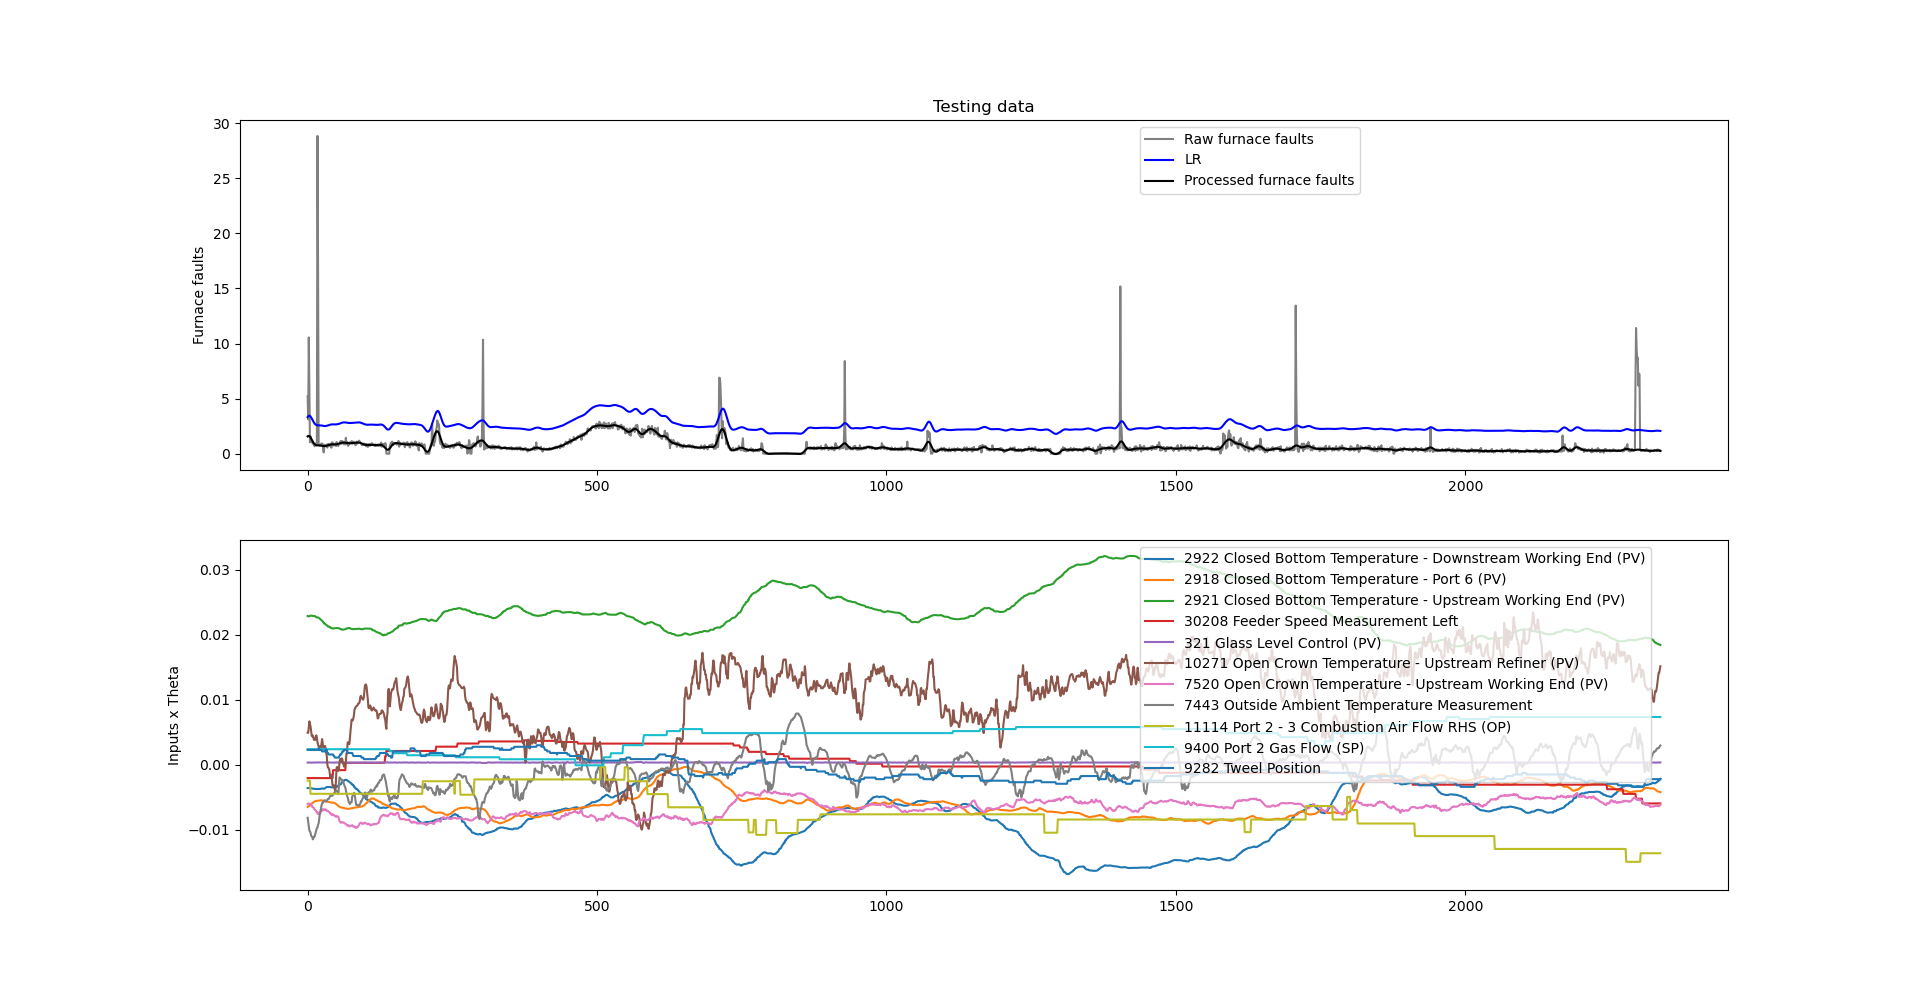 Testing data
Furnace faults
30
25
20
15
10
5
0
Raw furnace faults
LR
Processed furnace faults
0 500 1000 1500 2000
Inputs x Theta
0.03
0.02
0.01
0.00
−0.01
2922 Closed Bottom Temperature - Downstream Working End (PV)
2918 Closed Bottom Temperature - Port 6 (PV)
2921 Closed Bottom Temperature - Upstream Working End (PV)
30208 Feeder Speed Measurement Left
321 Glass Level Control (PV)
10271 Open Crown Temperature - Upstream Refiner (PV)
7520 Open Crown Temperature - Upstream Working End (PV)
7443 Outside Ambient Temperature Measurement
11114 Port 2 - 3 Combustion Air Flow RHS (OP)
9400 Port 2 Gas Flow (SP)
9282 Tweel Position
0 500 1000 1500 2000